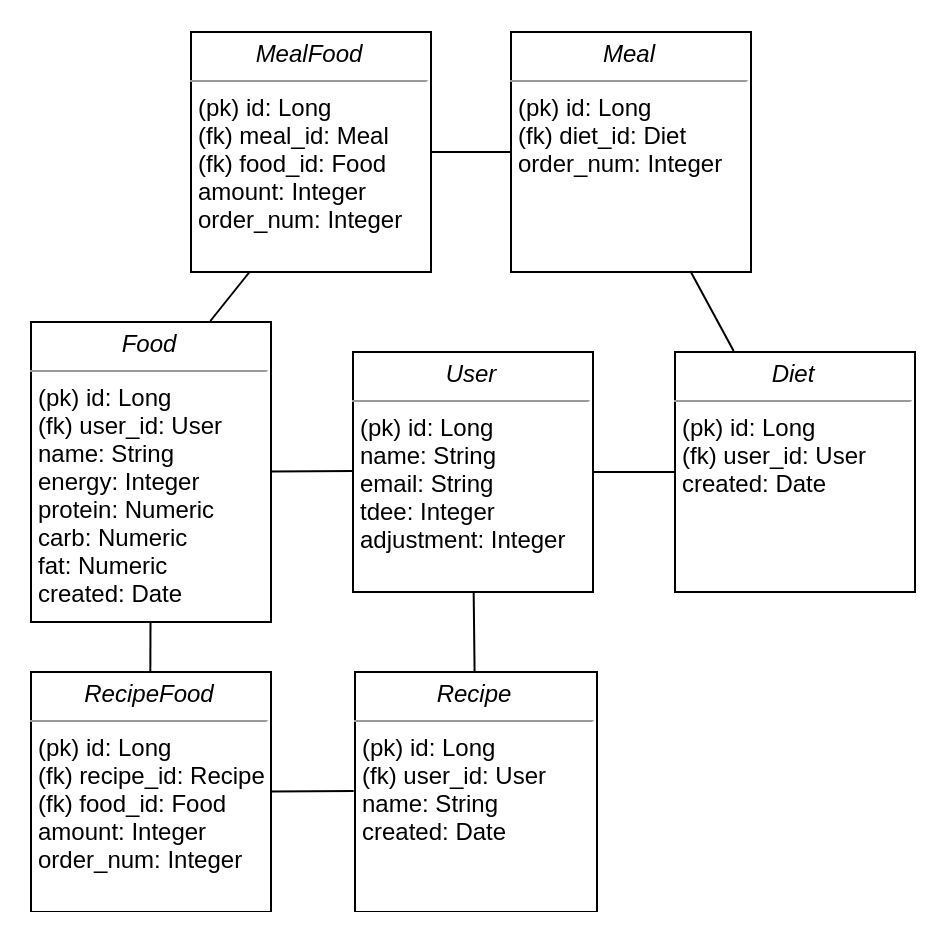 MealFood
(pk) id: Long
(fk) meal_id: Meal
(fk) food_id: Food
amount: Integer
order_num: Integer
Meal
(pk) id: Long
(fk) diet_id: Diet
order_num: Integer
Food
(pk) id: Long
(fk) user_id: User
name: String
energy: Integer
protein: Numeric
carb: Numeric
fat: Numeric
created: Date
User
(pk) id: Long
name: String
email: String
tdee: Integer
adjustment: Integer
Diet
(pk) id: Long
(fk) user_id: User
created: Date
RecipeFood
(pk) id: Long
(fk) recipe_id: Recipe
(fk) food_id: Food
amount: Integer
order_num: Integer
Recipe
(pk) id: Long
(fk) user_id: User
name: String
created: Date